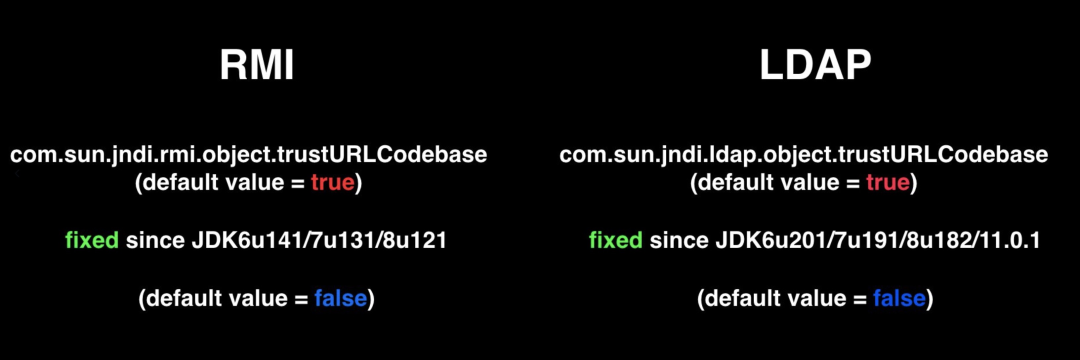 RMI
com.sun.jndi.rmi.object.trustURLCodebase
(default value = true)
fixed since JDK6u141/7u131/8u121
(default value = false)
LDAP
com.sun.jndi.ldap.object.trustURLCodebase
(default value = true)
fixed since JDK6u201/7u191/8u182/11.0.1
(default value = false)